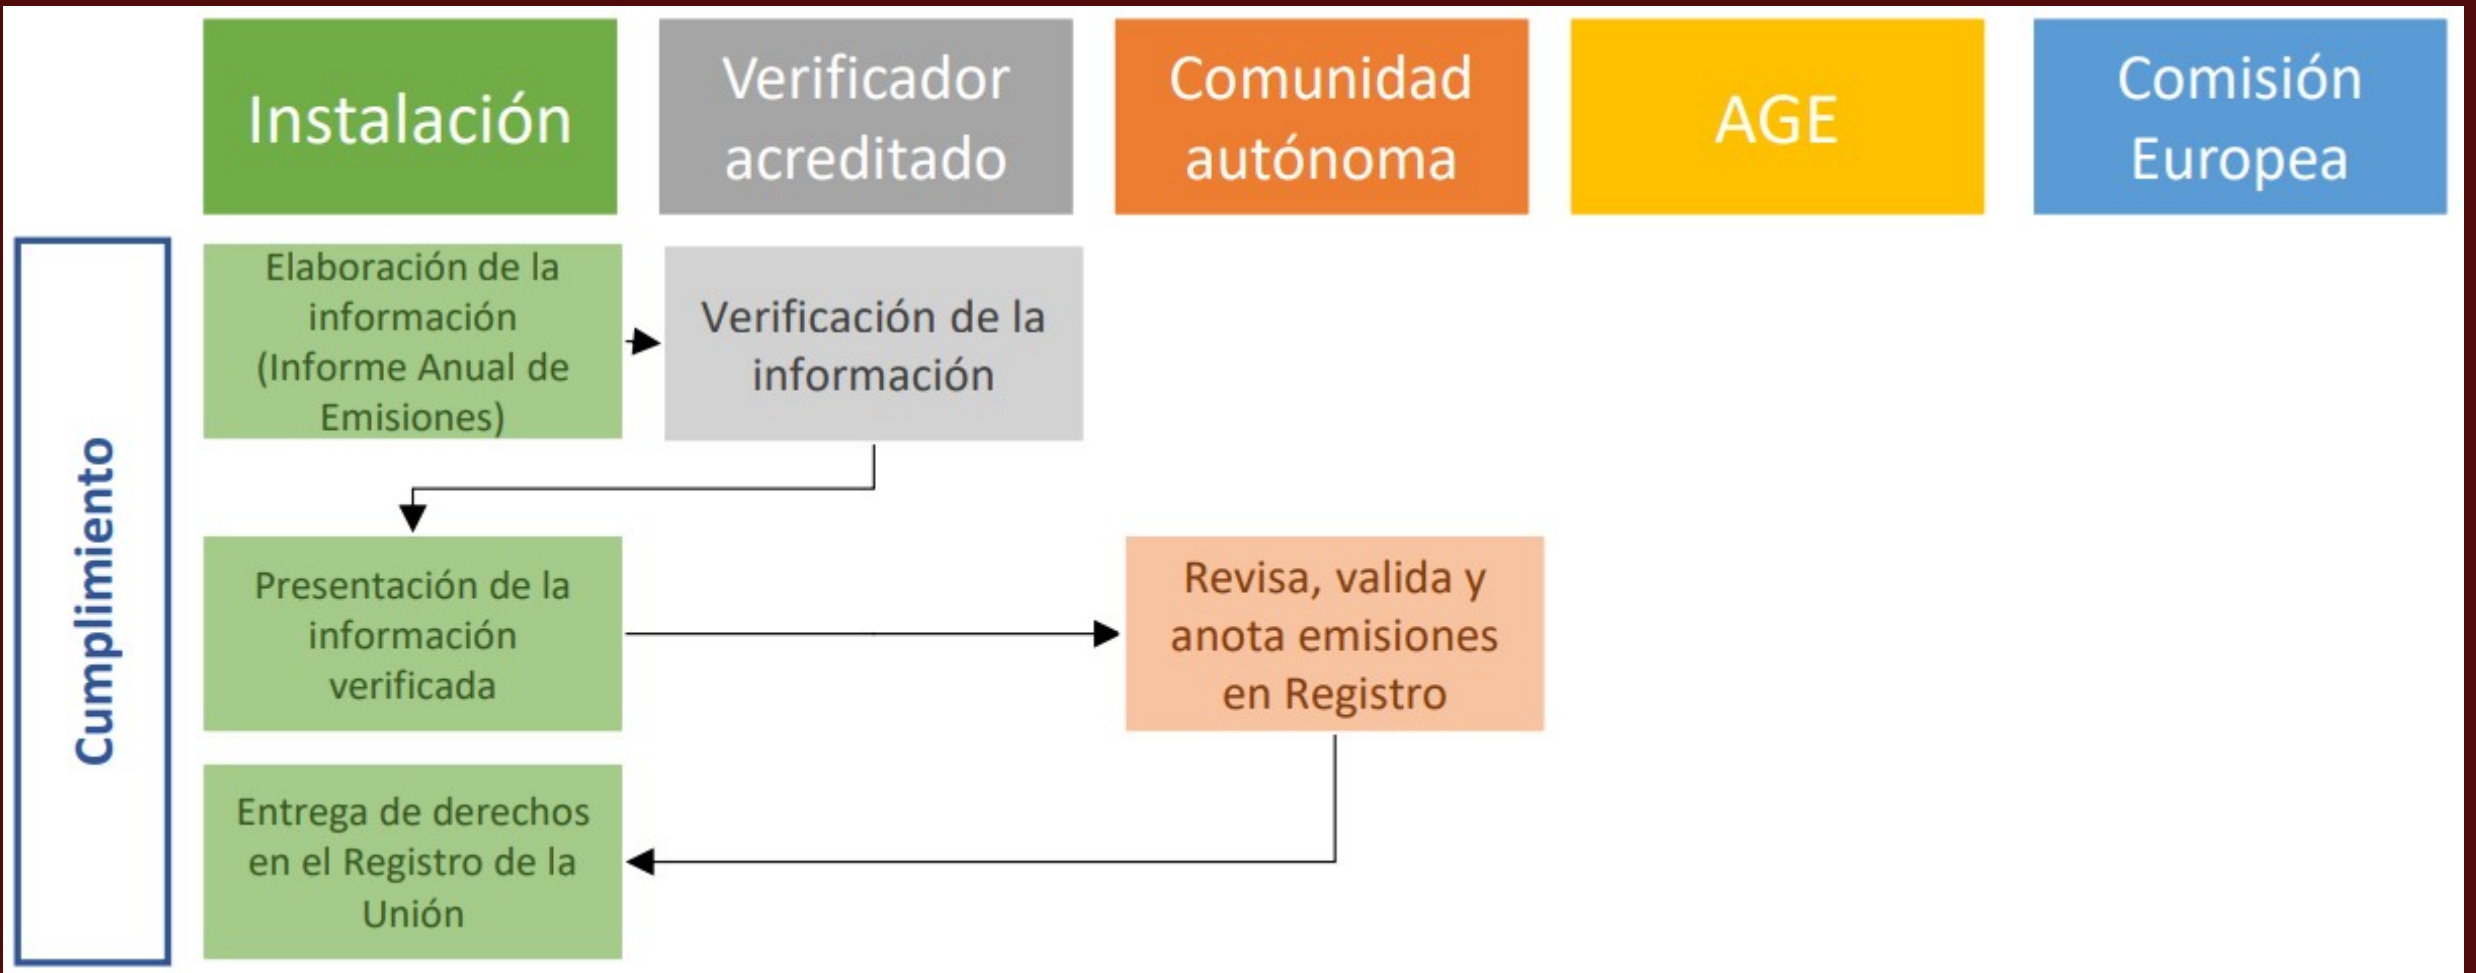 Instalación
Verificador
acreditado
Comunidad
autónoma
AGE
Comisión
Europea
Cumplimiento
Elaboración de la
información
(Informe Anual de
Emisiones)
Verificación de la
información
Presentación de la
información
verificada
Revisa, valida y
anota emisiones
en Registro
Entrega de derechos
en el Registro de la
Unión